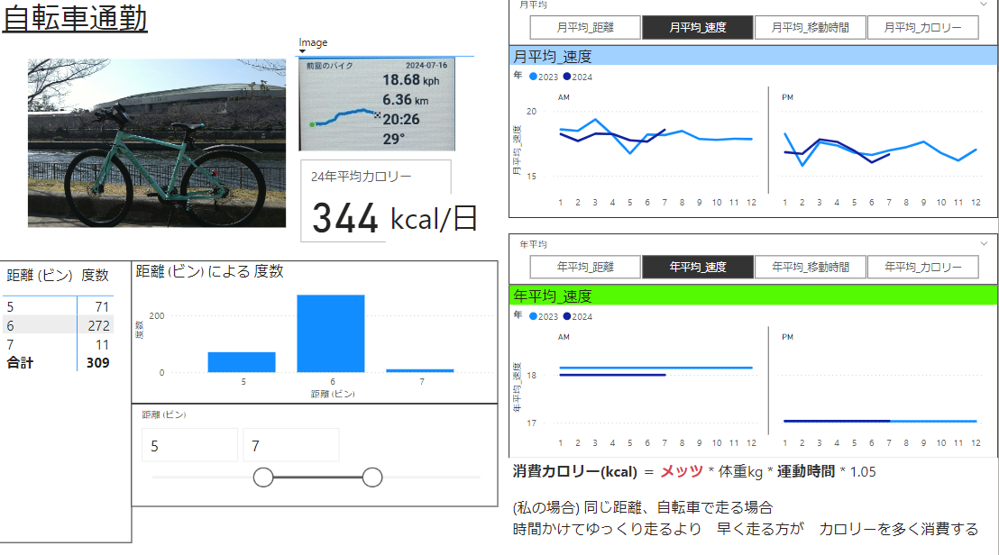 自転車通勤
Image
前回のバイク 2024-07-16
18.68 kph
6.36 km
20:26
29°
24年平均カロリー
344 kcal/日
距離 (ビン) 度数
5 71
6 272
7 11
合計 309
距離 (ビン) による 度数
度数
200
0
5 6 7
距離 (ビン)
距離 (ビン)
5 7
月平均
月平均_距離 月平均_速度 月平均_移動時間 月平均_カロリー
月平均_速度
年 2023 2024
AM PM
月平均_速度
20
15
1 2 3 4 5 6 7 8 9 10 11 12 1 2 3 4 5 6 7 8 9 10 11 12
年平均
年平均_距離 年平均_速度 年平均_移動時間 年平均_カロリー
年平均_速度
年 2023 2024
AM PM
年平均_速度
18
17
1 2 3 4 5 6 7 8 9 10 11 12 1 2 3 4 5 6 7 8 9 10 11 12
消費カロリー(kcal) = メッツ * 体重kg * 運動時間 * 1.05
(私の場合) 同じ距離、自転車で走る場合
時間かけてゆっくり走るより 早く走る方が カロリーを多く消費する